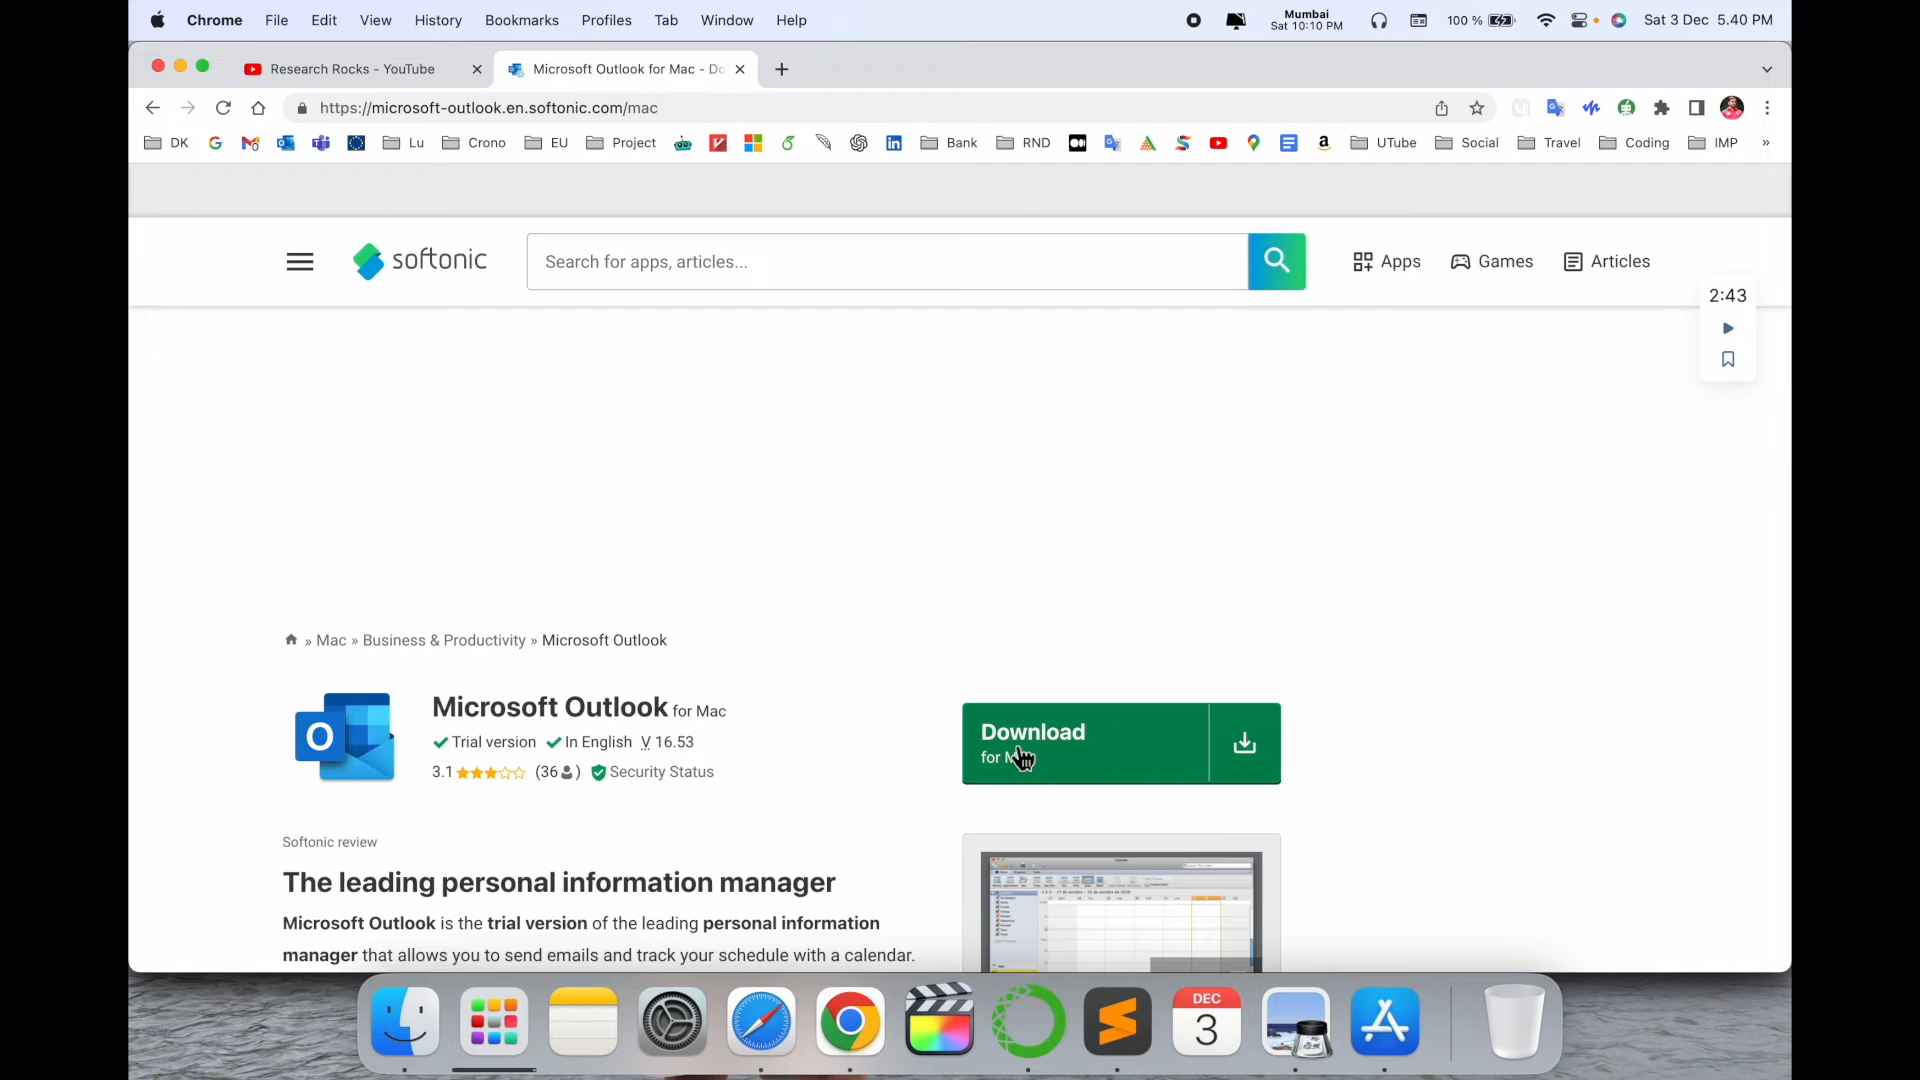 Chrome File Edit View History Bookmarks Profiles Tab Window Help Mumbai Sat 10:10 PM 100 % Sat 3 Dec 5.40 PM
Research Rocks - YouTube Microsoft Outlook for Mac - Do
https://microsoft-outlook.en.softonic.com/mac
DK Lu Crono EU Project Bank RND UTube Social Travel Coding IMP »
softonic Search for apps, articles... Apps Games Articles
2:43
» Mac » Business & Productivity » Microsoft Outlook
Microsoft Outlook for Mac
Trial version In English V 16.53
3.1 (36) Security Status
Download
for
Softonic review
The leading personal information manager
Microsoft Outlook is the trial version of the leading personal information
manager that allows you to send emails and track your schedule with a calendar.
DEC
3